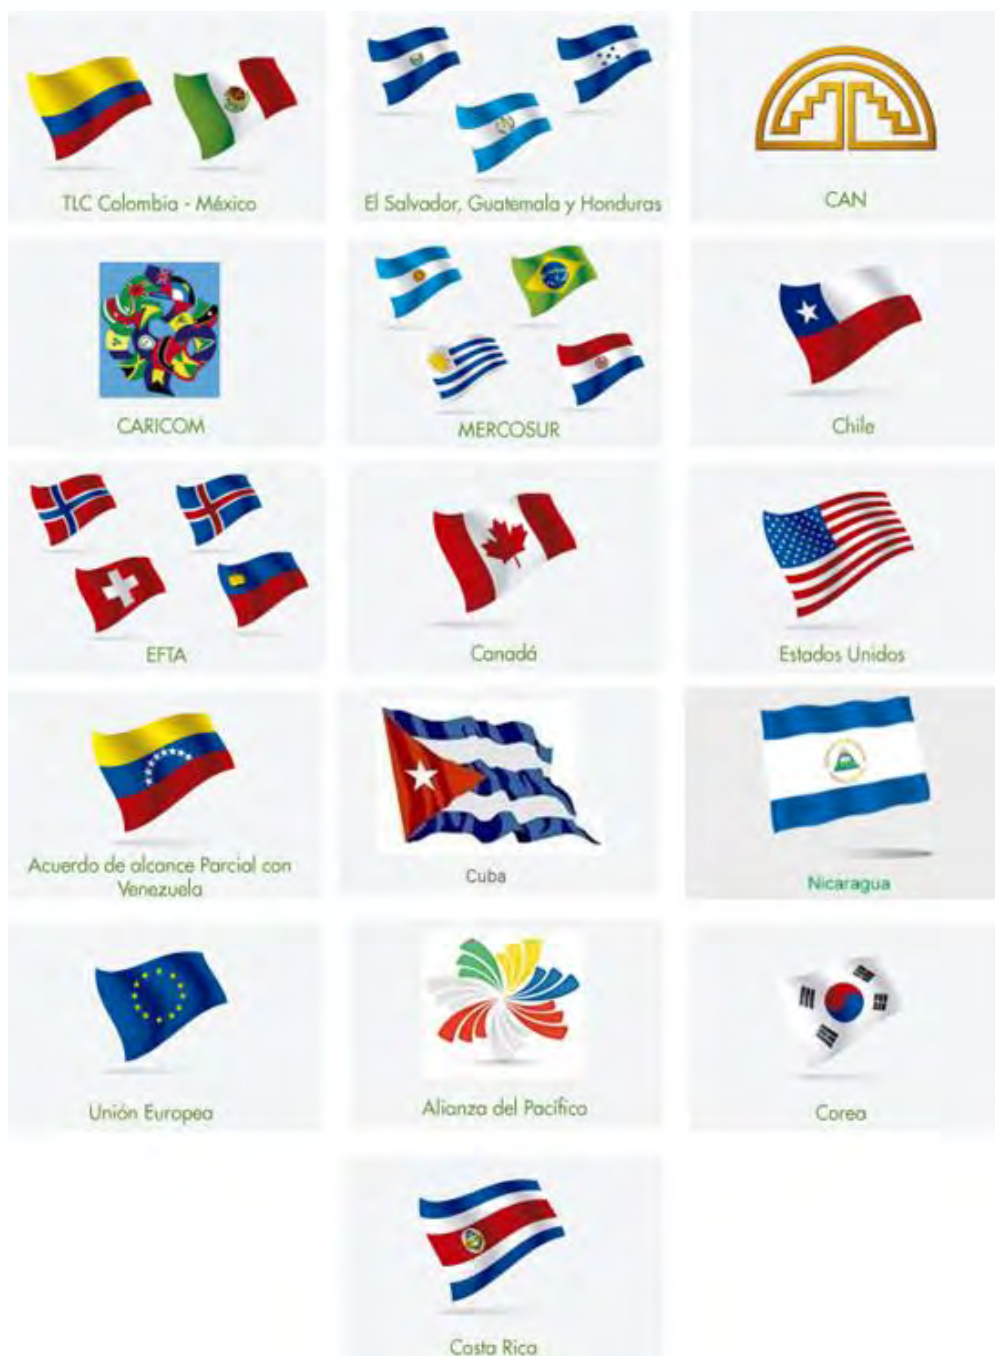 TLC Colombia - México
El Salvador, Guatemala y Honduras
CAN
CARICOM
MERCOSUR
Chile
EFTA
Canadá
Estados Unidos
Acuerdo de alcance Parcial con
Venezuela
Cuba
Nicaragua
Unión Europea
Alianza del Pacífico
Corea
Costa Rica